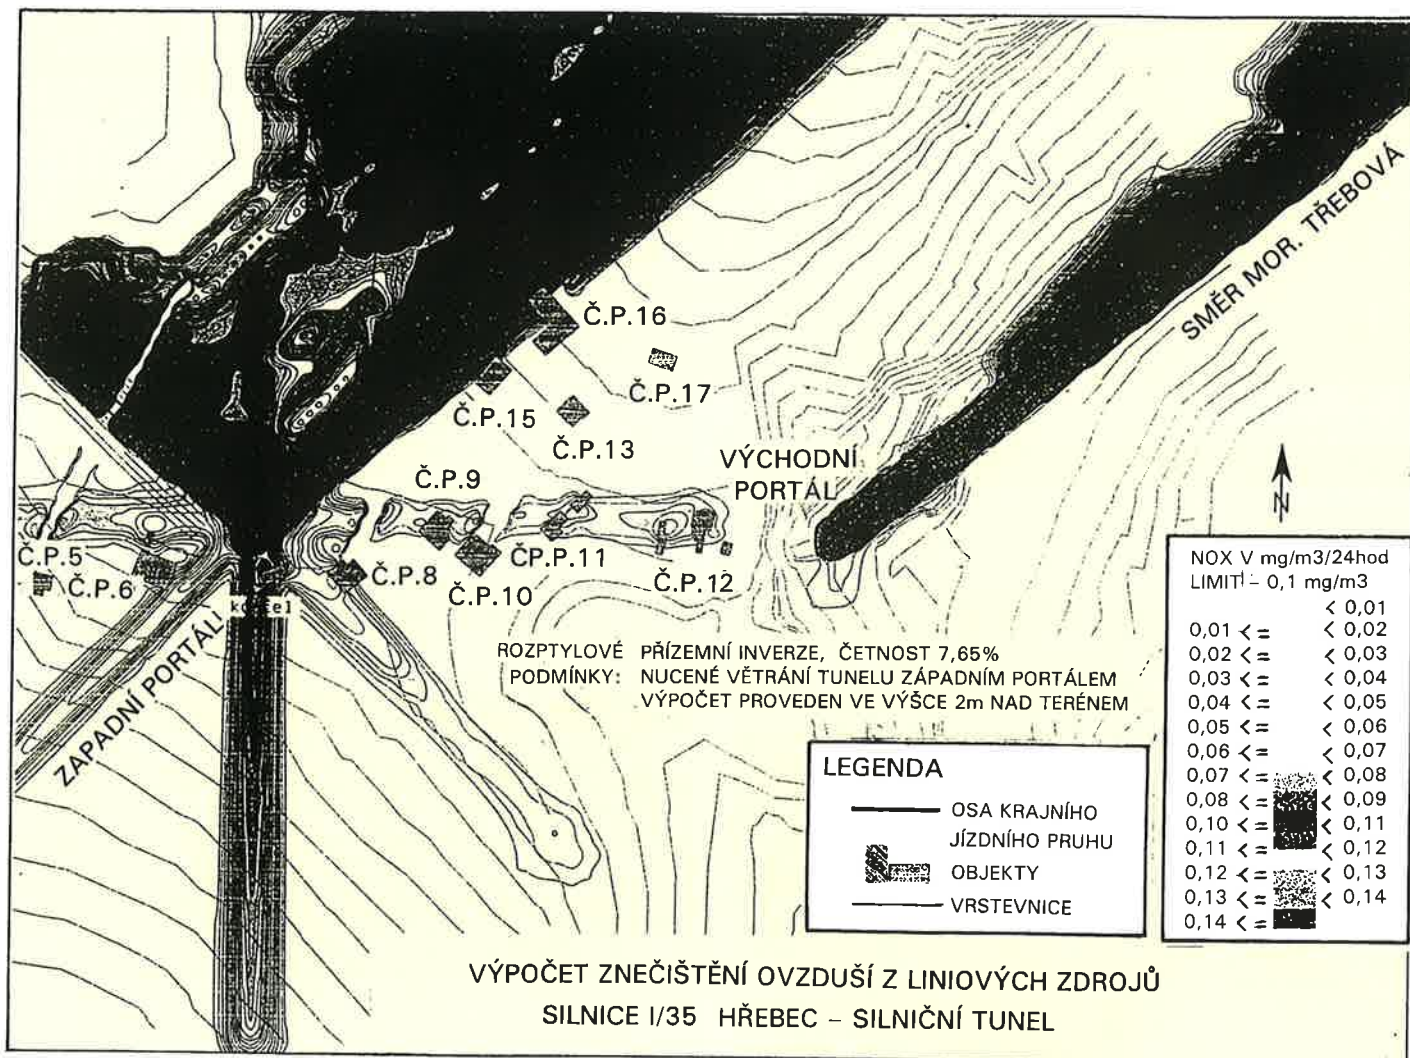 Č.P.16
Č.P.17
Č.P.15
Č.P.13
SMĚR MOR. TŘEBOVÁ
VÝCHODNÍ
PORTÁL
Č.P.9
Č.P.5
Č.P.6
Č.P.8
Č.P.10
ČP.P.11
Č.P.12
kostel
ZAPADNÍ PORTÁL
N
ROZPTYLOVÉ PŘÍZEMNÍ INVERZE, ČETNOST 7,65%
PODMÍNKY: NUCENÉ VĚTRÁNÍ TUNELU ZÁPADNÍM PORTÁLEM
VÝPOČET PROVEDEN VE VÝŠCE 2m NAD TERÉNEM
NOX V mg/m3/24hod
LIMIT – 0,1 mg/m3
< 0,01
0,01 <= < 0,02
0,02 <= < 0,03
0,03 <= < 0,04
0,04 <= < 0,05
0,05 <= < 0,06
0,06 <= < 0,07
0,07 <= < 0,08
0,08 <= < 0,09
0,10 <= < 0,11
0,11 <= < 0,12
0,12 <= < 0,13
0,13 <= < 0,14
0,14 <=
LEGENDA
OSA KRAJNÍHO
JÍZDNÍHO PRUHU
OBJEKTY
VRSTEVNICE
VÝPOČET ZNEČIŠTĚNÍ OVZDUŠÍ Z LINIOVÝCH ZDROJŮ
SILNICE I/35 HŘEBEC – SILNIČNÍ TUNEL